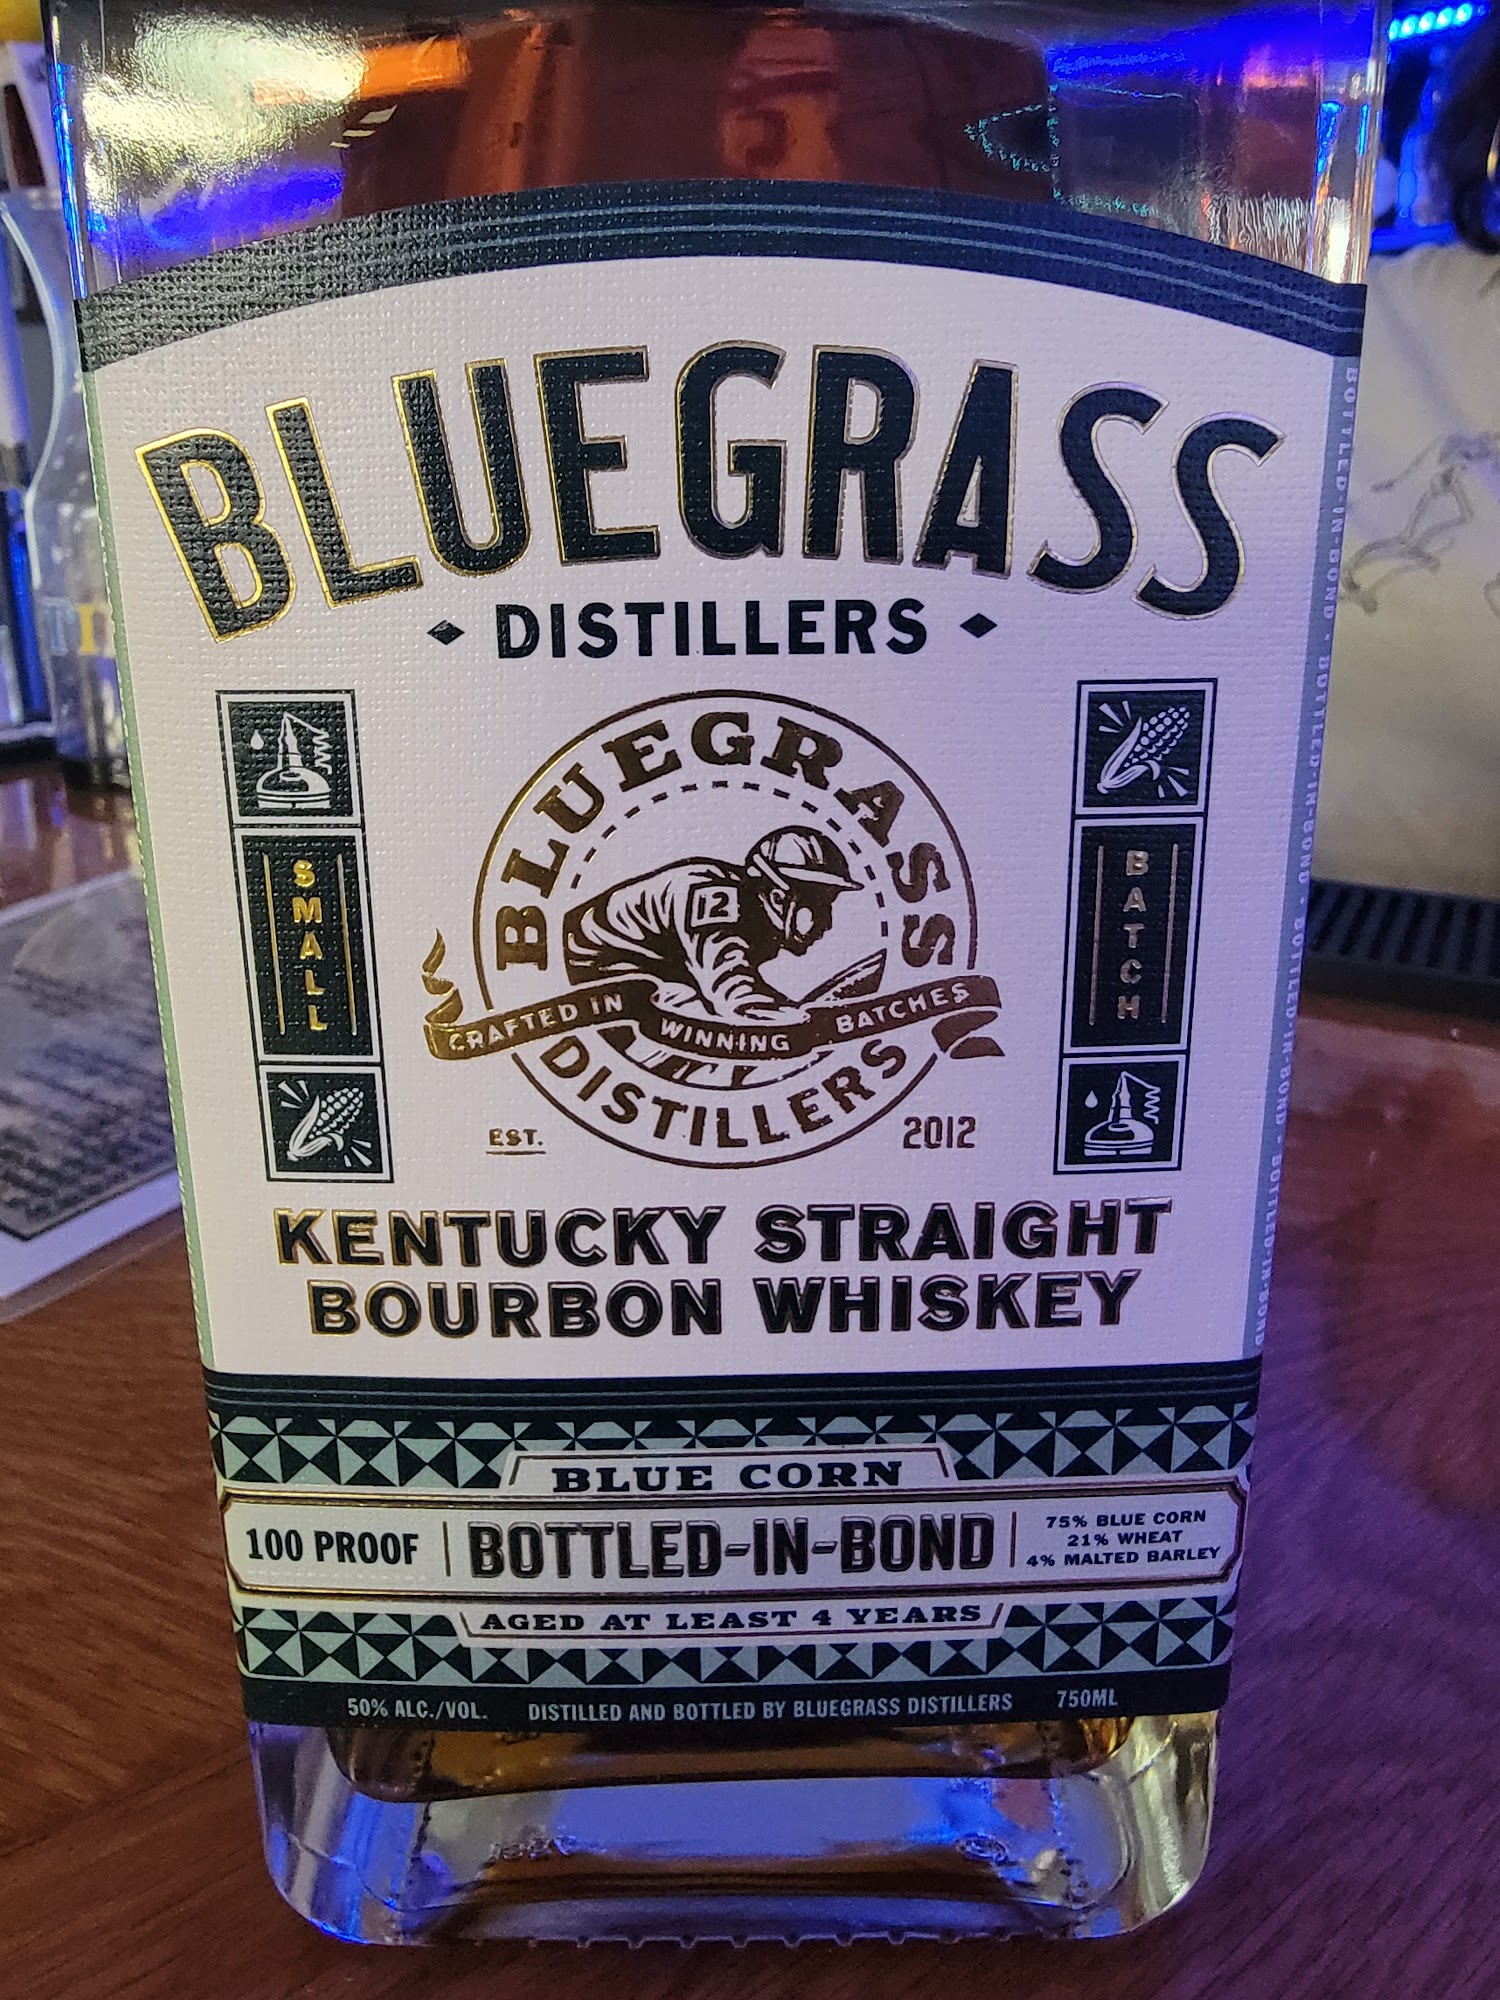 BLUEGRASS
DISTILLERS
BLUEGRASS
12
CRAFTED IN WINNING BATCHES
DISTILLERS
SMALL
BATCH
EST. 2012
KENTUCKY STRAIGHT
BOURBON WHISKEY
BLUE CORN
100 PROOF
BOTTLED-IN-BOND
75% BLUE CORN
21% WHEAT
4% MALTED BARLEY
AGED AT LEAST 4 YEARS
50% ALC./VOL. DISTILLED AND BOTTLED BY BLUEGRASS DISTILLERS 750ML
BOTTLED-IN-BOND · BOTTLED-IN-BOND · BOTTLED-IN-BOND · BOTTLED-IN-BOND